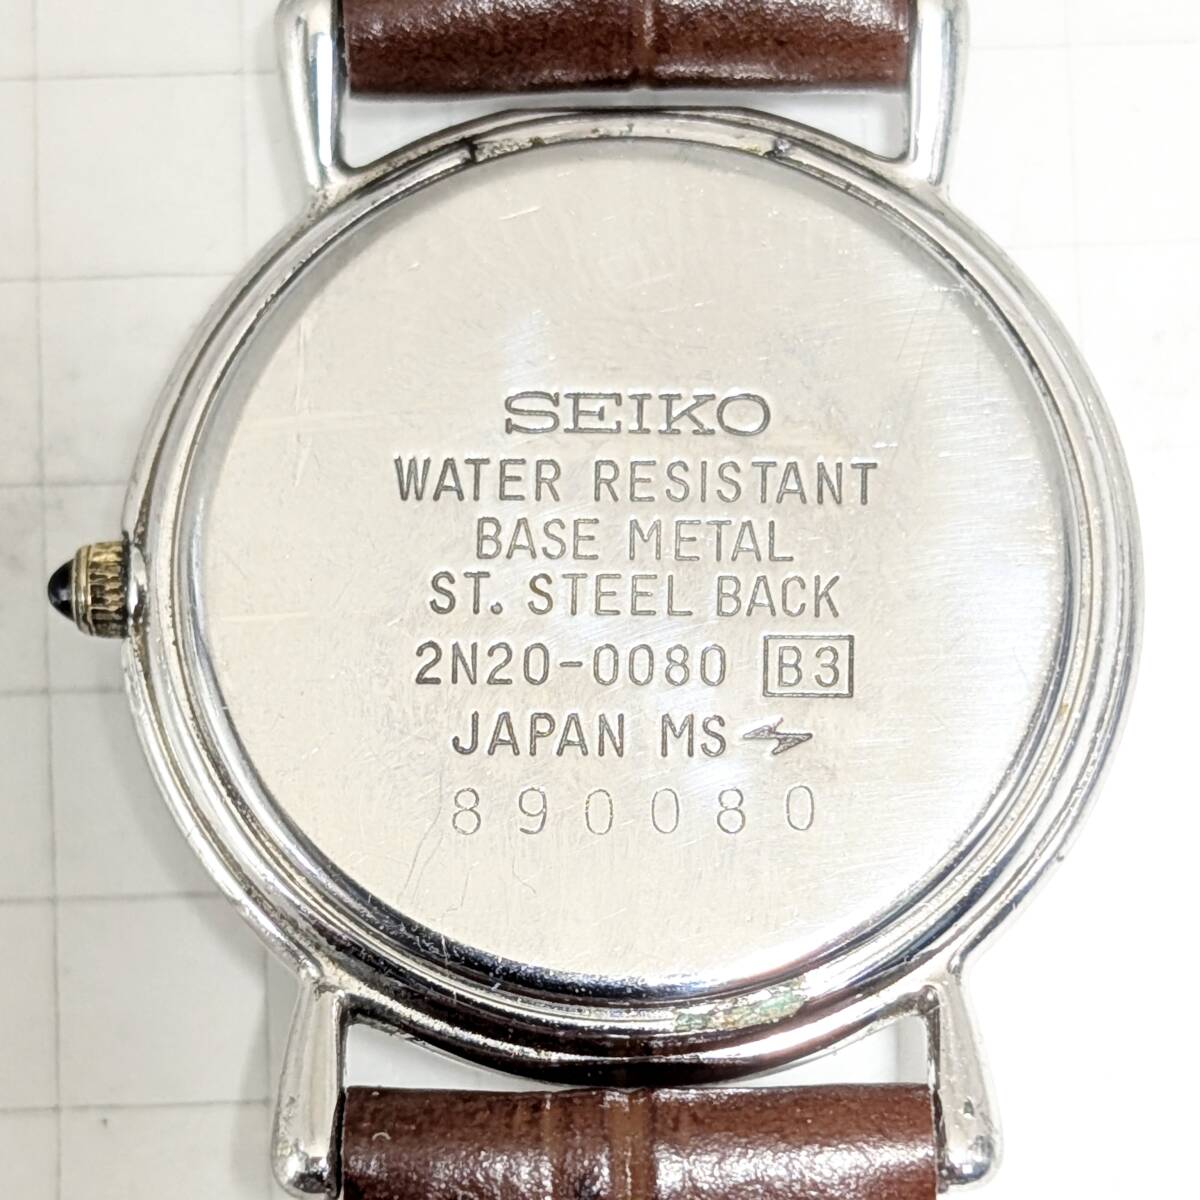 SEIKO
WATER RESISTANT
BASE METAL
ST. STEEL BACK
2N20-0080 B3
JAPAN MS
890080